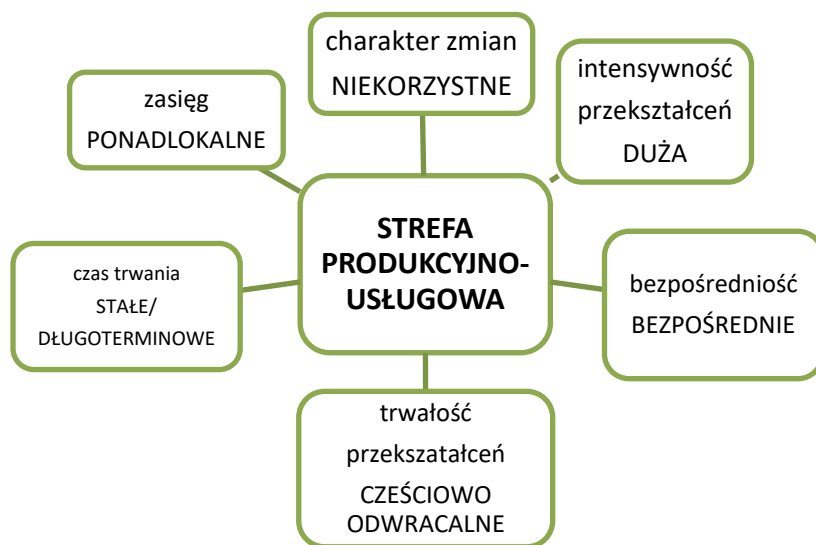 charakter zmian
NIEKORZYSTNE
intensywność
przekształceń
DUŻA
zasięg
PONADLOKALNE
STREFA
PRODUKCYJNO-
USŁUGOWA
czas trwania
STAŁE/
DŁUGOTERMINOWE
bezpośredniość
BEZPOŚREDNIE
trwałość
przekszatałceń
CZEŚCIOWO
ODWRACALNE